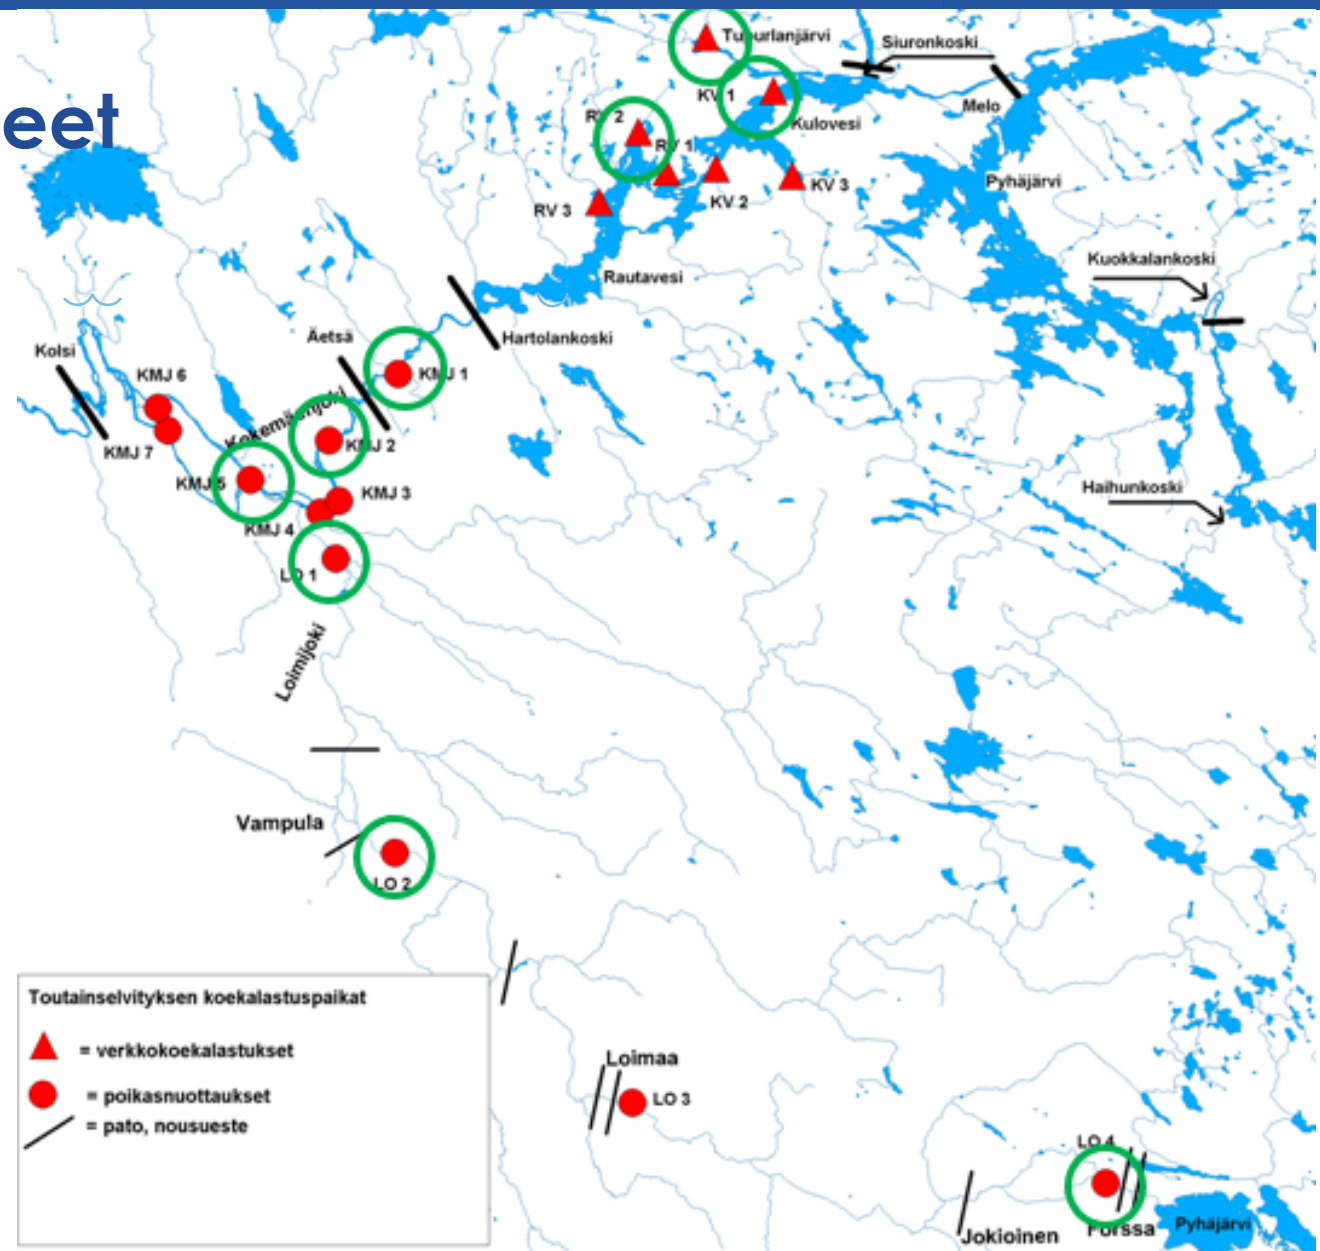 eet
Tupurlanjärvi
Siuronkoski
KV 1
Melo
RV 2
Kulovesi
RV 1
KV 3
Pyhäjärvi
KV 2
RV 3
Kuokkalankoski
Rautavesi
Äetsä
Hartolankoski
Kolsi
KMJ 6
KMJ 1
Kokemäenjoki
KMJ 2
KMJ 7
KMJ 5
KMJ 3
Haihunkoski
KMJ 4
LO 1
Loimijoki
Vampula
LO 2
Toutainselvityksen koekalastuspaikat
= verkkokoekalastukset
= poikasnuottaukset
= pato, nousueste
Loimaa
LO 3
LO 4
Jokioinen
Forssa
Pyhäjärvi